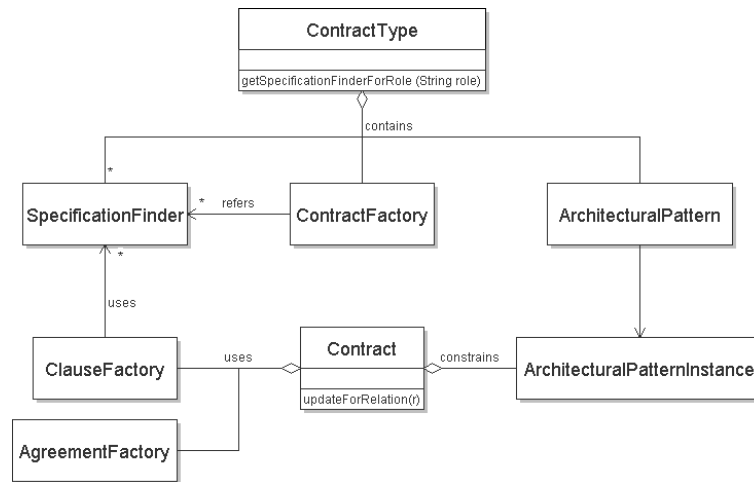 ContractType
getSpecificationFinderForRole (String role)
contains
*
SpecificationFinder
* refers
ContractFactory
ArchitecturalPattern
*
uses
ClauseFactory
uses
Contract
updateForRelation(r)
constrains
ArchitecturalPatternInstance
AgreementFactory